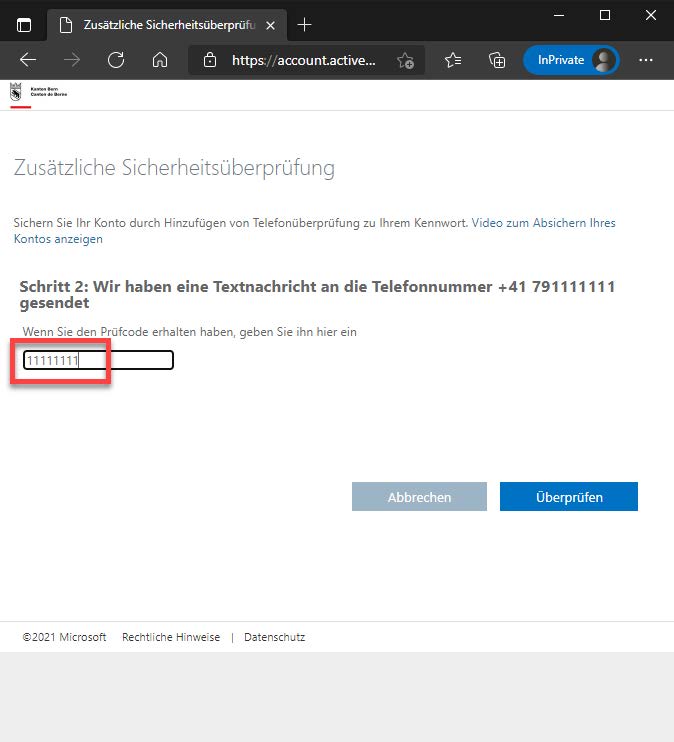 Zusätzliche Sicherheitsüberprüfu
https://account.active...
InPrivate
Kanton Bern
Canton de Berne
Zusätzliche Sicherheitsüberprüfung
Sichern Sie Ihr Konto durch Hinzufügen von Telefonüberprüfung zu Ihrem Kennwort. Video zum Absichern Ihres
Kontos anzeigen
Schritt 2: Wir haben eine Textnachricht an die Telefonnummer +41 791111111
gesendet
Wenn Sie den Prüfcode erhalten haben, geben Sie ihn hier ein
11111111
Abbrechen
Überprüfen
©2021 Microsoft Rechtliche Hinweise | Datenschutz